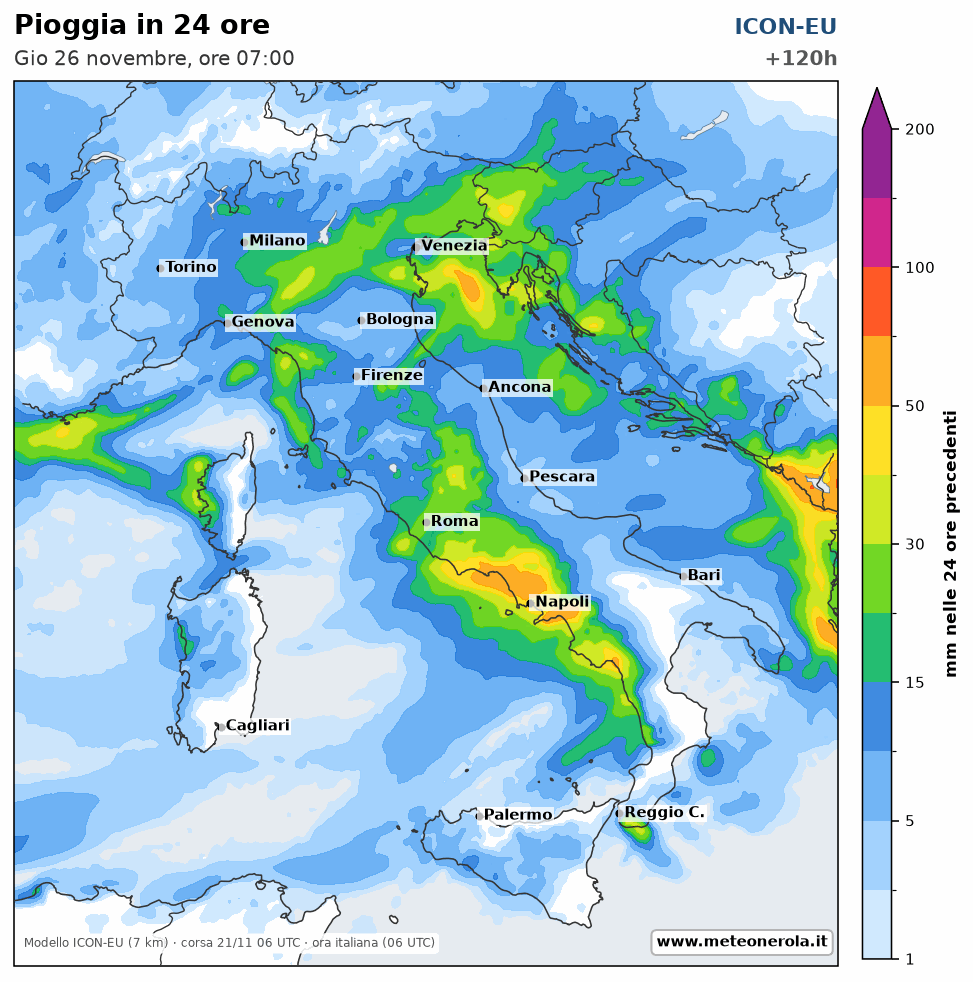 Pioggia in 24 ore
ICON-EU
Gio 26 novembre, ore 07:00
+120h
200
Milano
Venezia
Torino
100
Genova
Bologna
Firenze
Ancona
50
Pescara
Roma
30
Bari
Napoli
mm nelle 24 ore precedenti
15
Cagliari
Palermo
Reggio C.
5
Modello ICON-EU (7 km) · corsa 21/11 06 UTC · ora italiana (06 UTC)
www.meteonerola.it
1